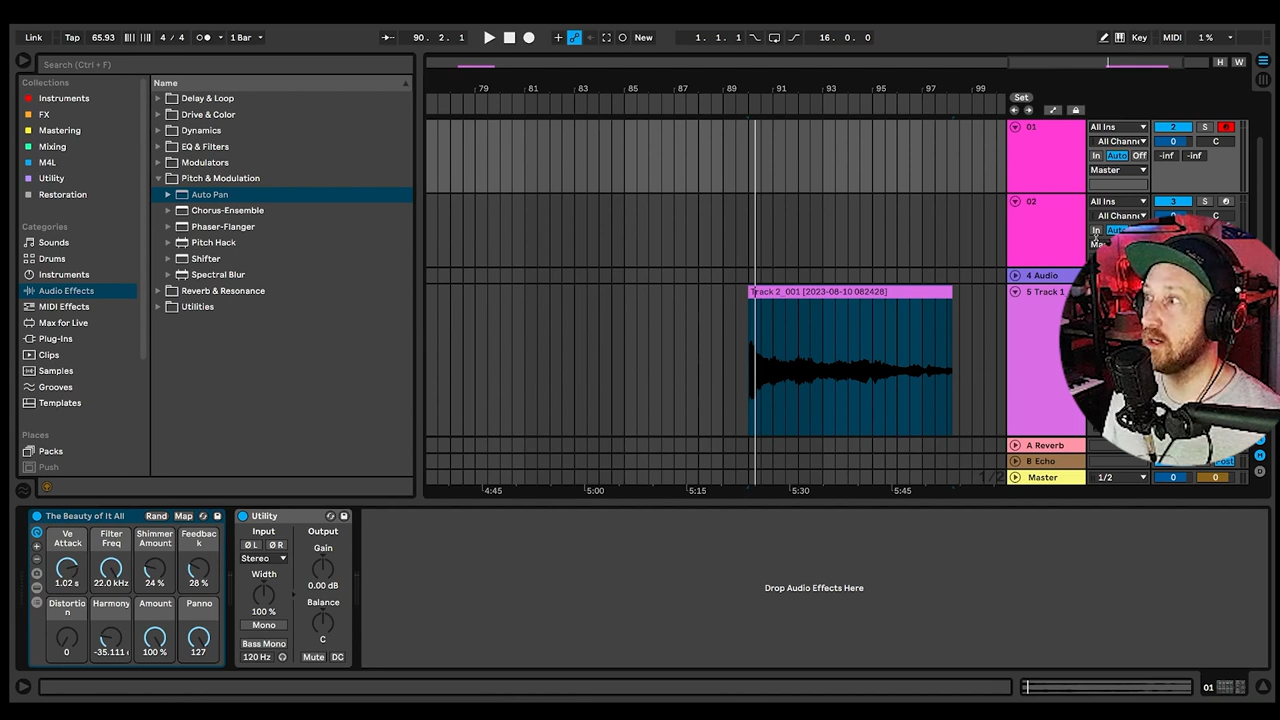 Link Tap 65.93 4 / 4 1 Bar 90. 2. 1 New 1. 1. 1 16. 0. 0 Key MIDI 1 %
Search (Ctrl + F)
H W
Collections
Instruments
FX
Mastering
Mixing
M4L
Utility
Restoration
Categories
Sounds
Drums
Instruments
Audio Effects
MIDI Effects
Max for Live
Plug-Ins
Clips
Samples
Grooves
Templates
Places
Packs
Push
Name
Delay & Loop
Drive & Color
Dynamics
EQ & Filters
Modulators
Pitch & Modulation
Auto Pan
Chorus-Ensemble
Phaser-Flanger
Pitch Hack
Shifter
Spectral Blur
Reverb & Resonance
Utilities
79 81 83 85 87 89 91 93 95 97 99
Set
01 All Ins 2 S
All Channe 0 C
In Auto Off -inf -inf
Master
02 All Ins 3 S
All Channe C
In
4 Audio
Track 2_001 [2023-08-10 082428]
5 Track 1
A Reverb
B Echo
Post
Master 1/2 0 0
1/2
4:45 5:00 5:15 5:30 5:45
The Beauty of It All Rand Map
Ve Attack
Filter Freq
Shimmer Amount
Feedbac k
1.02 s 22.0 kHz 24 % 28 %
Distortio n
Harmony
Amount
Panno
0 -35.111 100 % 127
Utility
Input Output
Ø L Ø R Gain
Stereo
Width 0.00 dB
Balance
100 %
Mono
C
Bass Mono
120 Hz Mute DC
Drop Audio Effects Here
01